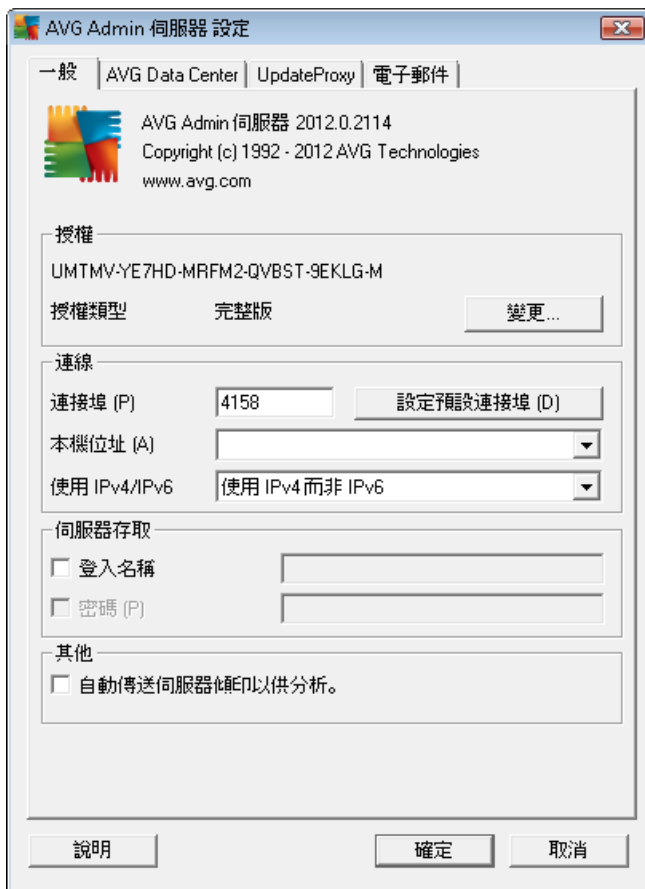 AVG Admin 伺服器 設定
一般
AVG Data Center
UpdateProxy
電子郵件
AVG Admin 伺服器 2012.0.2114
Copyright (c) 1992 - 2012 AVG Technologies
www.avg.com
授權
UMTMV-YE7HD-MRFM2-QVBST-9EKLG-M
授權類型 完整版 變更...
連線
連接埠 (P) 4158 設定預設連接埠 (D)
本機位址 (A)
使用 IPv4/IPv6 使用 IPv4 而非 IPv6
伺服器存取
登入名稱
密碼 (P)
其他
自動傳送伺服器傾印以供分析。
說明 確定 取消